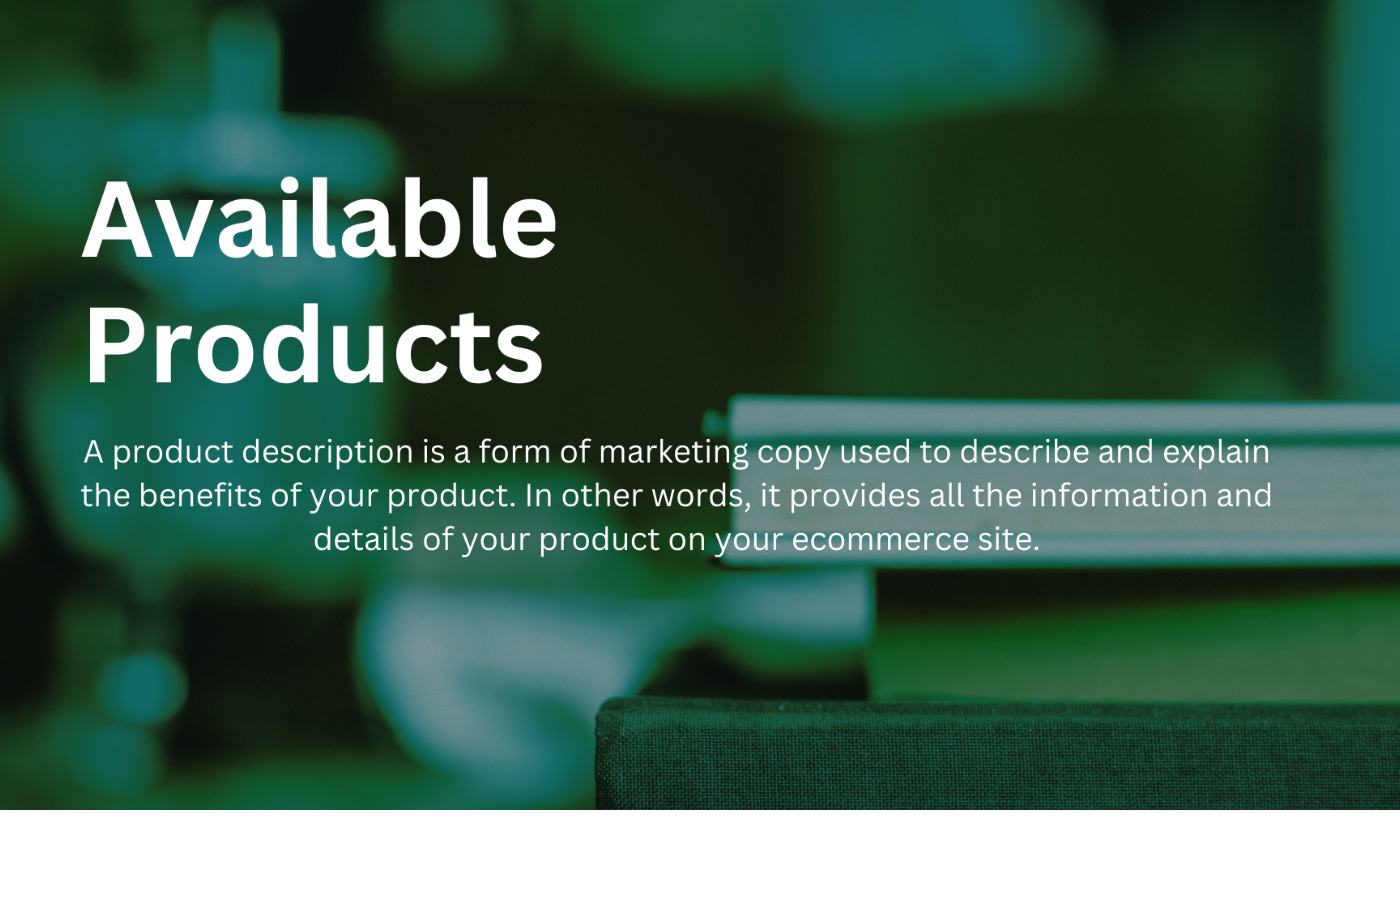 Available
Products
A product description is a form of marketing copy used to describe and explain
the benefits of your product. In other words, it provides all the information and
details of your product on your ecommerce site.